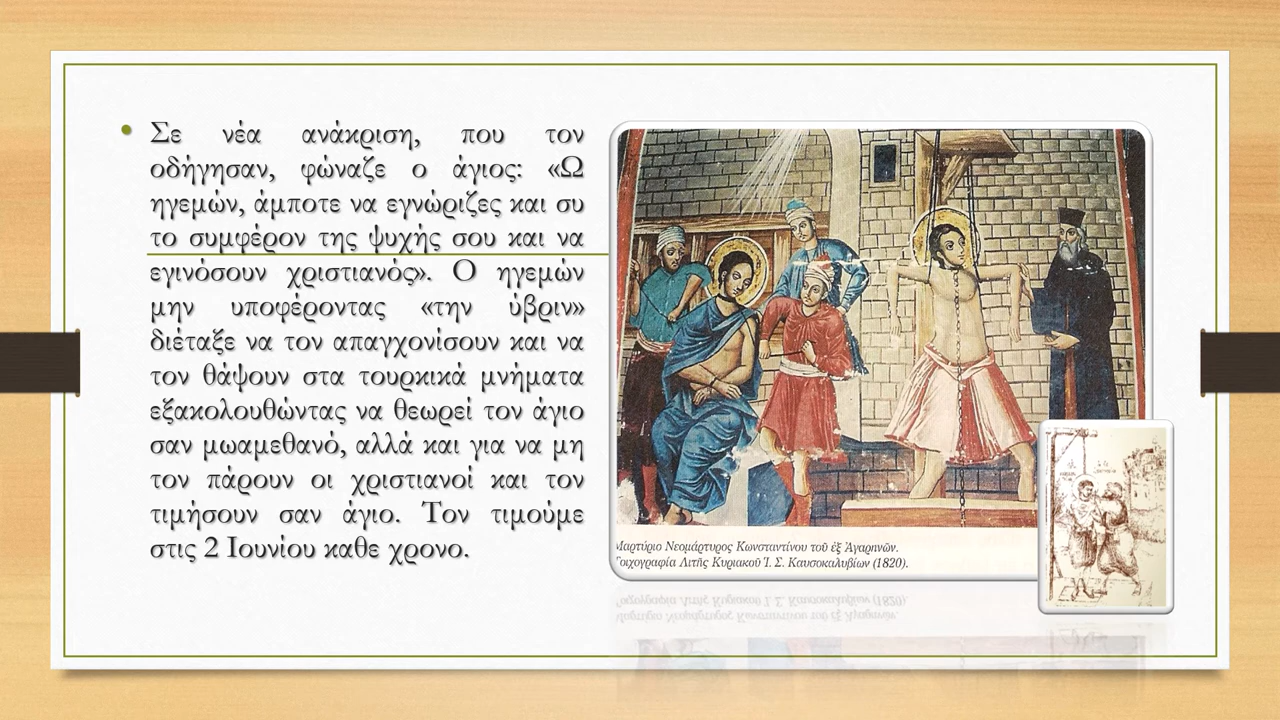 • Σε νέα ανάκριση, που τον
οδήγησαν, φώναζε ο άγιος: «Ω
ηγεμών, άμποτε να εγνώριζες και συ
το συμφέρον της ψυχής σου και να
εγινόσουν χριστιανός». Ο ηγεμών
μην υποφέροντας «την ύβριν»
διέταξε να τον απαγχονίσουν και να
τον θάψουν στα τουρκικά μνήματα
εξακολουθώντας να θεωρεί τον άγιο
σαν μωαμεθανό, αλλά και για να μη
τον πάρουν οι χριστιανοί και τον
τιμήσουν σαν άγιο. Τον τιμούμε
στις 2 Ιουνίου καθε χρονο.
Μαρτύριο Νεομάρτυρος Κωνσταντίνου τοῦ ἐξ Ἀγαρηνῶν.
Τοιχογραφία Λιτῆς Κυριακοῦ Ἱ. Σ. Καυσοκαλυβίων (1820).